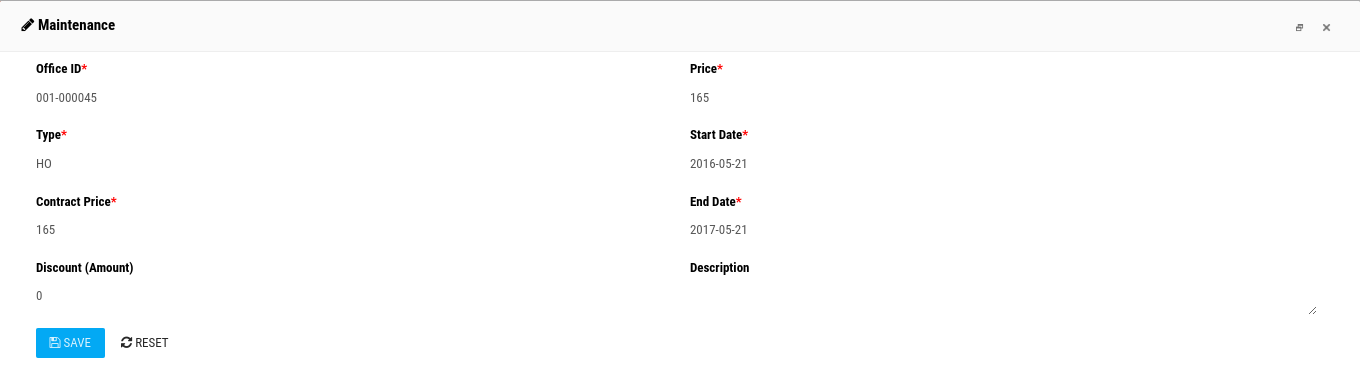 Maintenance
Office ID*
001-000045
Price*
165
Type*
HO
Start Date*
2016-05-21
Contract Price*
165
End Date*
2017-05-21
Discount (Amount)
0
Description
SAVE
RESET